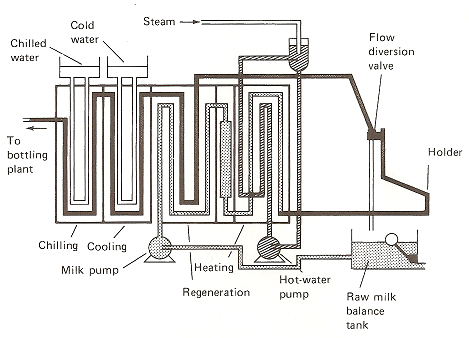 Steam
Cold
water
Chilled
water
Flow
diversion
valve
To
bottling
plant
Holder
Chilling
Cooling
Milk pump
Heating
Regeneration
Hot-water
pump
Raw milk
balance
tank